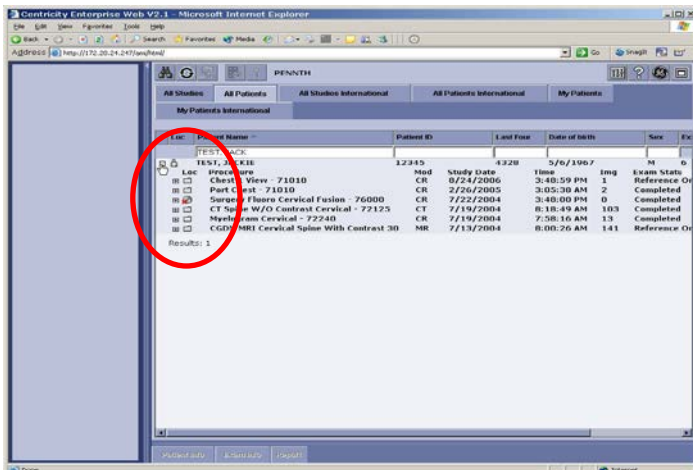 Centricity Enterprise Web V2.1 - Microsoft Internet Explorer
File Edit View Favorites Tools Help
Back Search Favorites Media
Address http://172.20.24.247/ami/html/ Go SnagIt
PENNTH
All Studies All Patients All Studies International All Patients International My Patients
My Patients International
Loc Patient Name Patient ID Last Four Date of birth Sex Ex
TEST, JACK
TEST, JACKIE 12345 4328 5/6/1967 M 6
Loc Procedure Mod Study Date Time Img Exam Statu
Chest 1 View - 71010 CR 8/24/2006 3:48:59 PM 1 Reference Or
Port Chest - 71010 CR 2/26/2005 3:05:30 AM 2 Completed
Surgery Fluoro Cervical Fusion - 76000 CR 7/22/2004 3:40:00 PM 0 Completed
CT Spine W/O Contrast Cervical - 72125 CT 7/19/2004 8:18:49 AM 103 Completed
Myelogram Cervical - 72240 CR 7/19/2004 7:58:16 AM 13 Completed
MRI Cervical Spine With Contrast 30 MR 7/13/2004 8:00:26 AM 141 Reference Or
Results: 1
Patient Info Exam Info Report
Done Internet